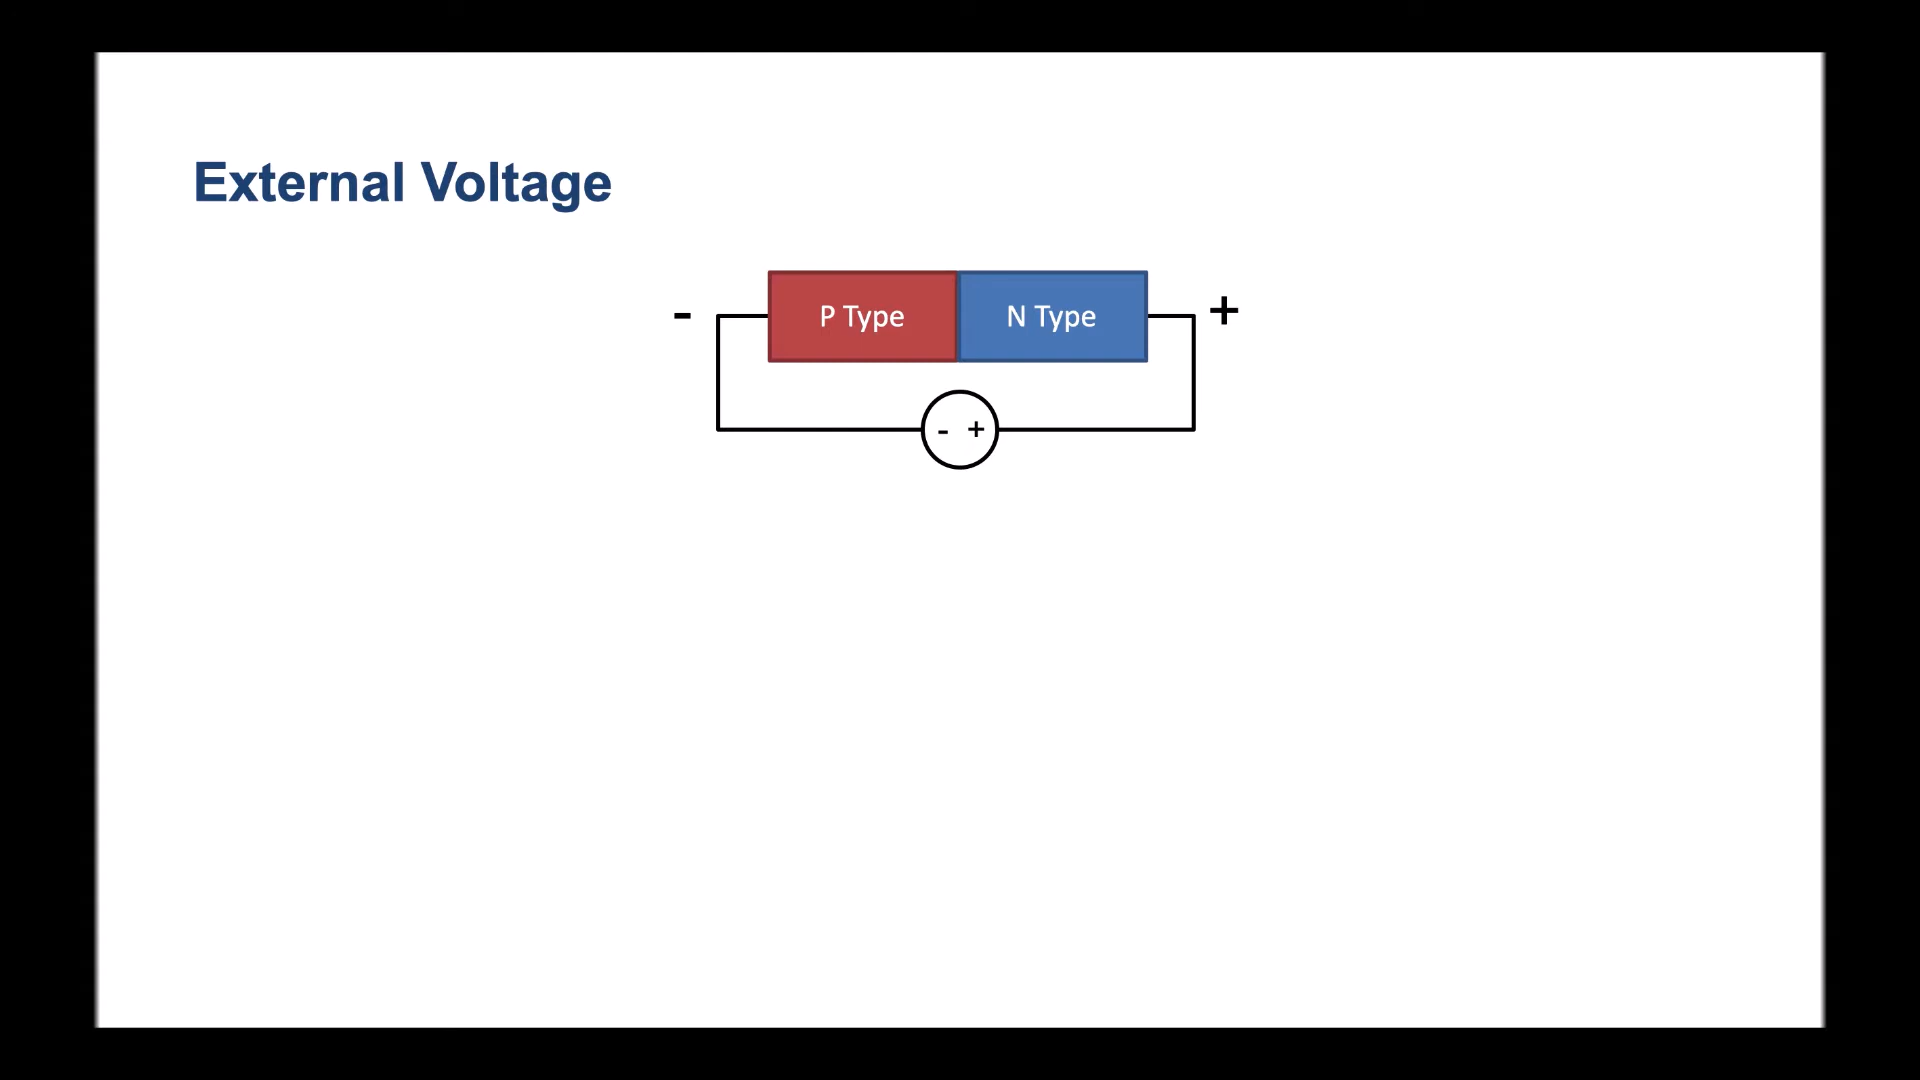 External Voltage
- P Type N Type +
- +